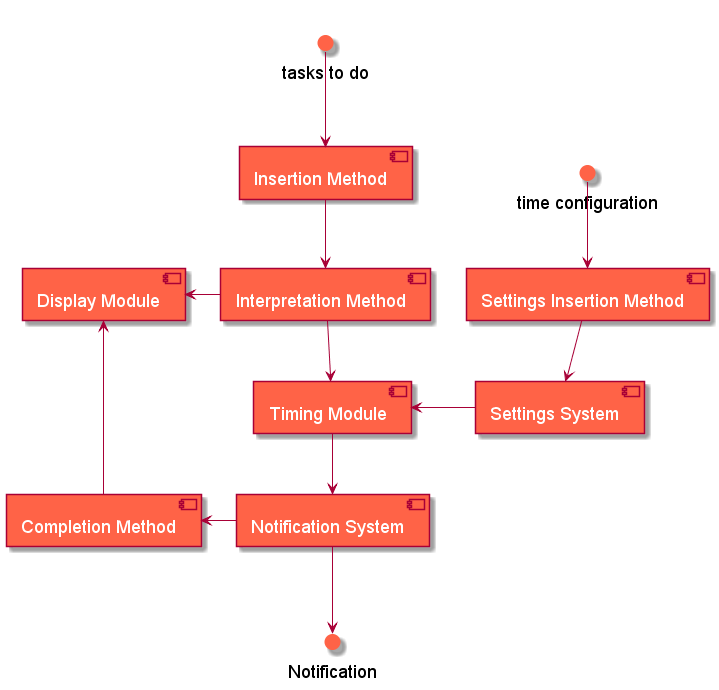 tasks to do
Insertion Method
time configuration
Display Module
Interpretation Method
Settings Insertion Method
Timing Module
Settings System
Completion Method
Notification System
Notification